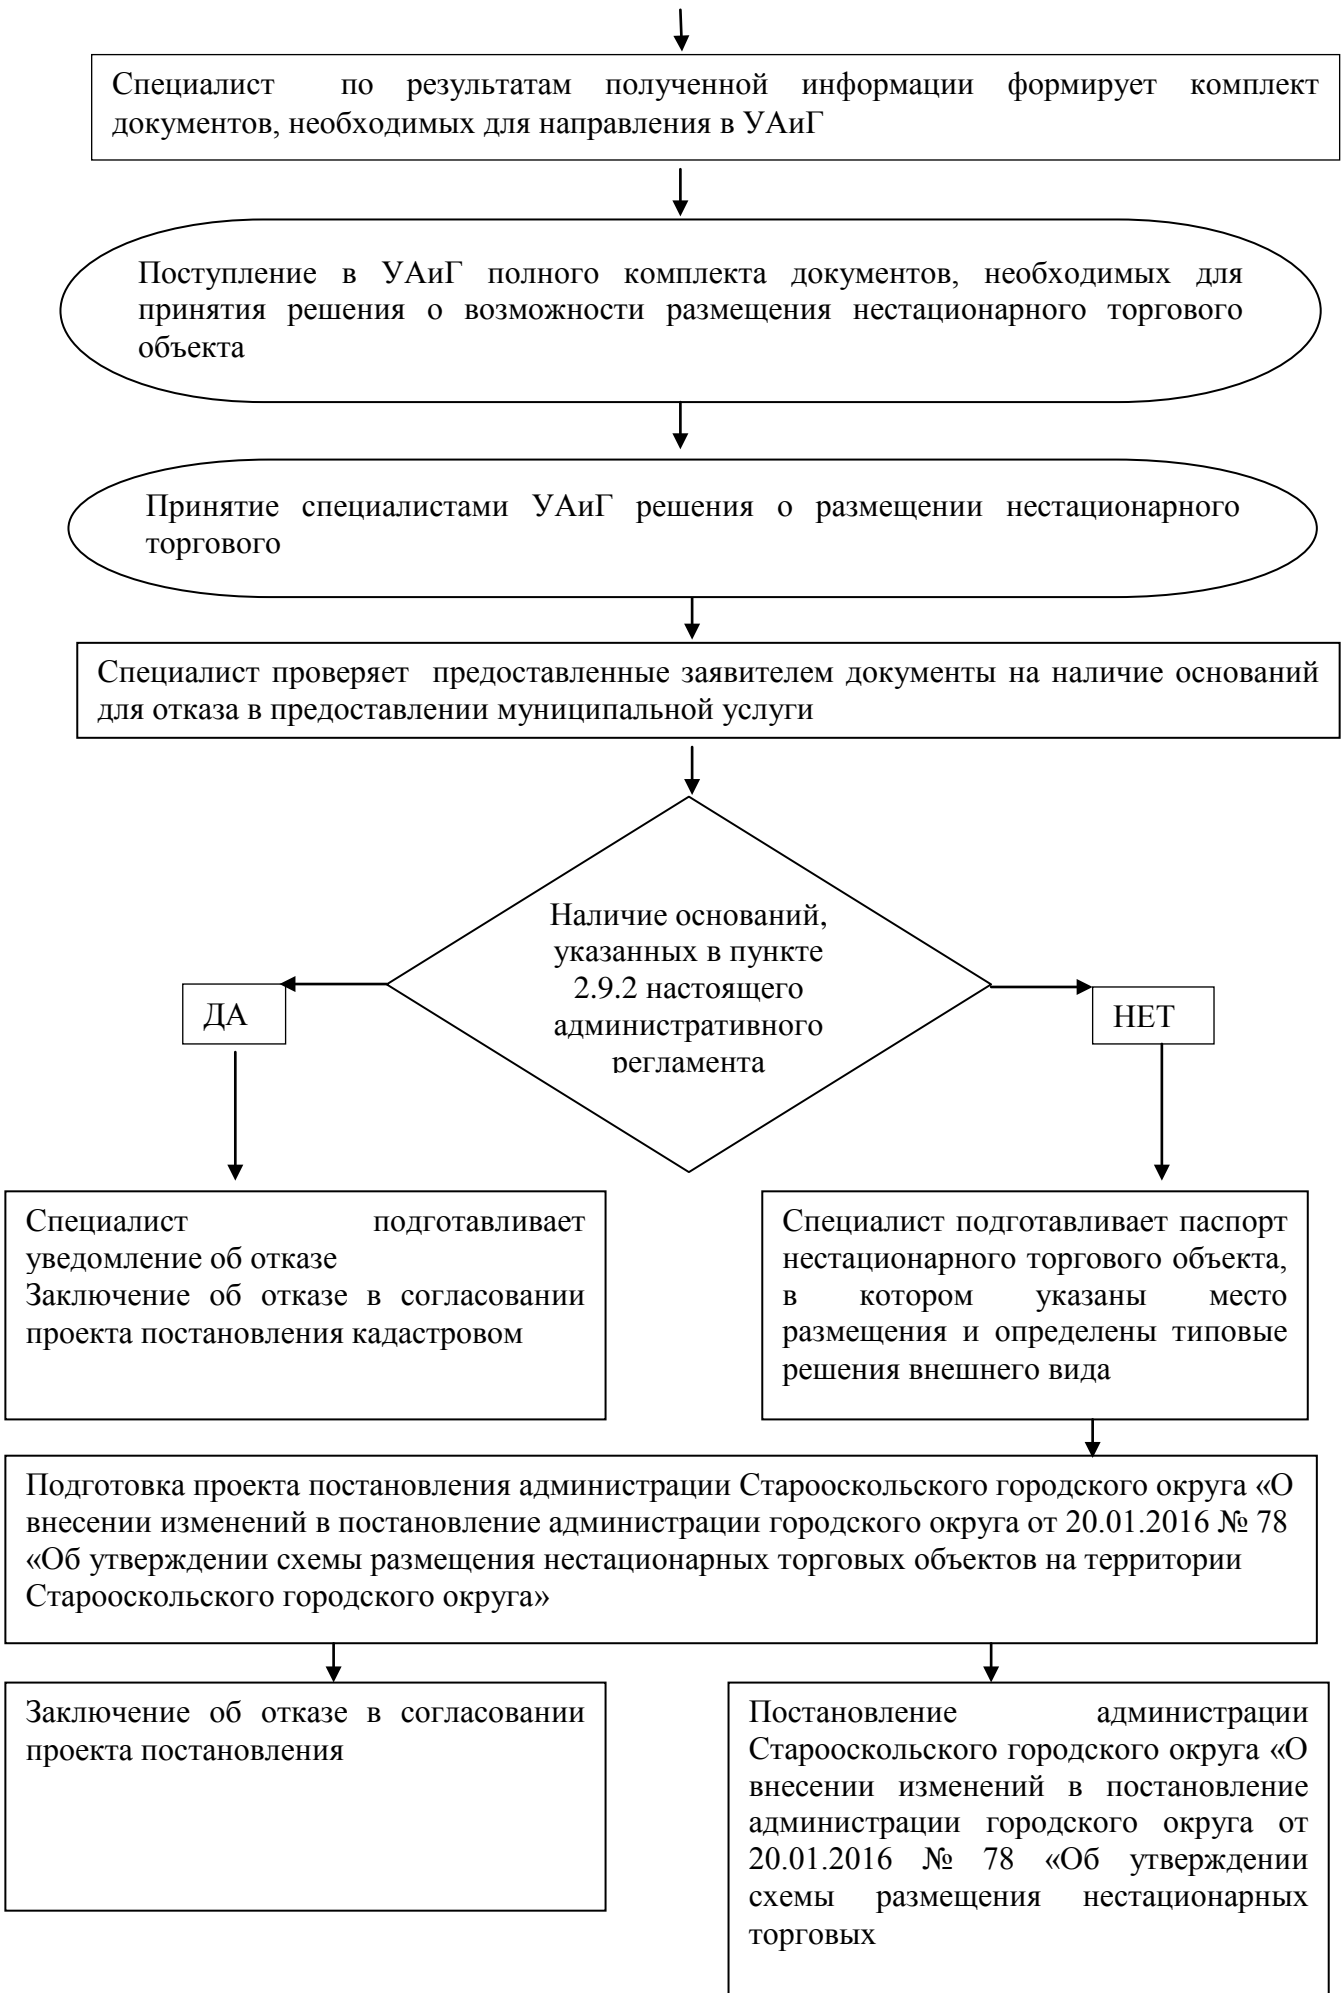 Специалист по результатам полученной информации формирует комплект
документов, необходимых для направления в УАиГ
Поступление в УАиГ полного комплекта документов, необходимых для
принятия решения о возможности размещения нестационарного торгового
объекта
Принятие специалистами УАиГ решения о размещении нестационарного
торгового
Специалист проверяет предоставленные заявителем документы на наличие оснований
для отказа в предоставлении муниципальной услуги
Наличие оснований,
указанных в пункте
2.9.2 настоящего
административного
регламента
ДА
НЕТ
Специалист подготавливает
уведомление об отказе
Заключение об отказе в согласовании
проекта постановления кадастровом
Специалист подготавливает паспорт
нестационарного торгового объекта,
в котором указаны место
размещения и определены типовые
решения внешнего вида
Подготовка проекта постановления администрации Старооскольского городского округа «О
внесении изменений в постановление администрации городского округа от 20.01.2016 № 78
«Об утверждении схемы размещения нестационарных торговых объектов на территории
Старооскольского городского округа»
Заключение об отказе в согласовании
проекта постановления
Постановление администрации
Старооскольского городского округа «О
внесении изменений в постановление
администрации городского округа от
20.01.2016 № 78 «Об утверждении
схемы размещения нестационарных
торговых